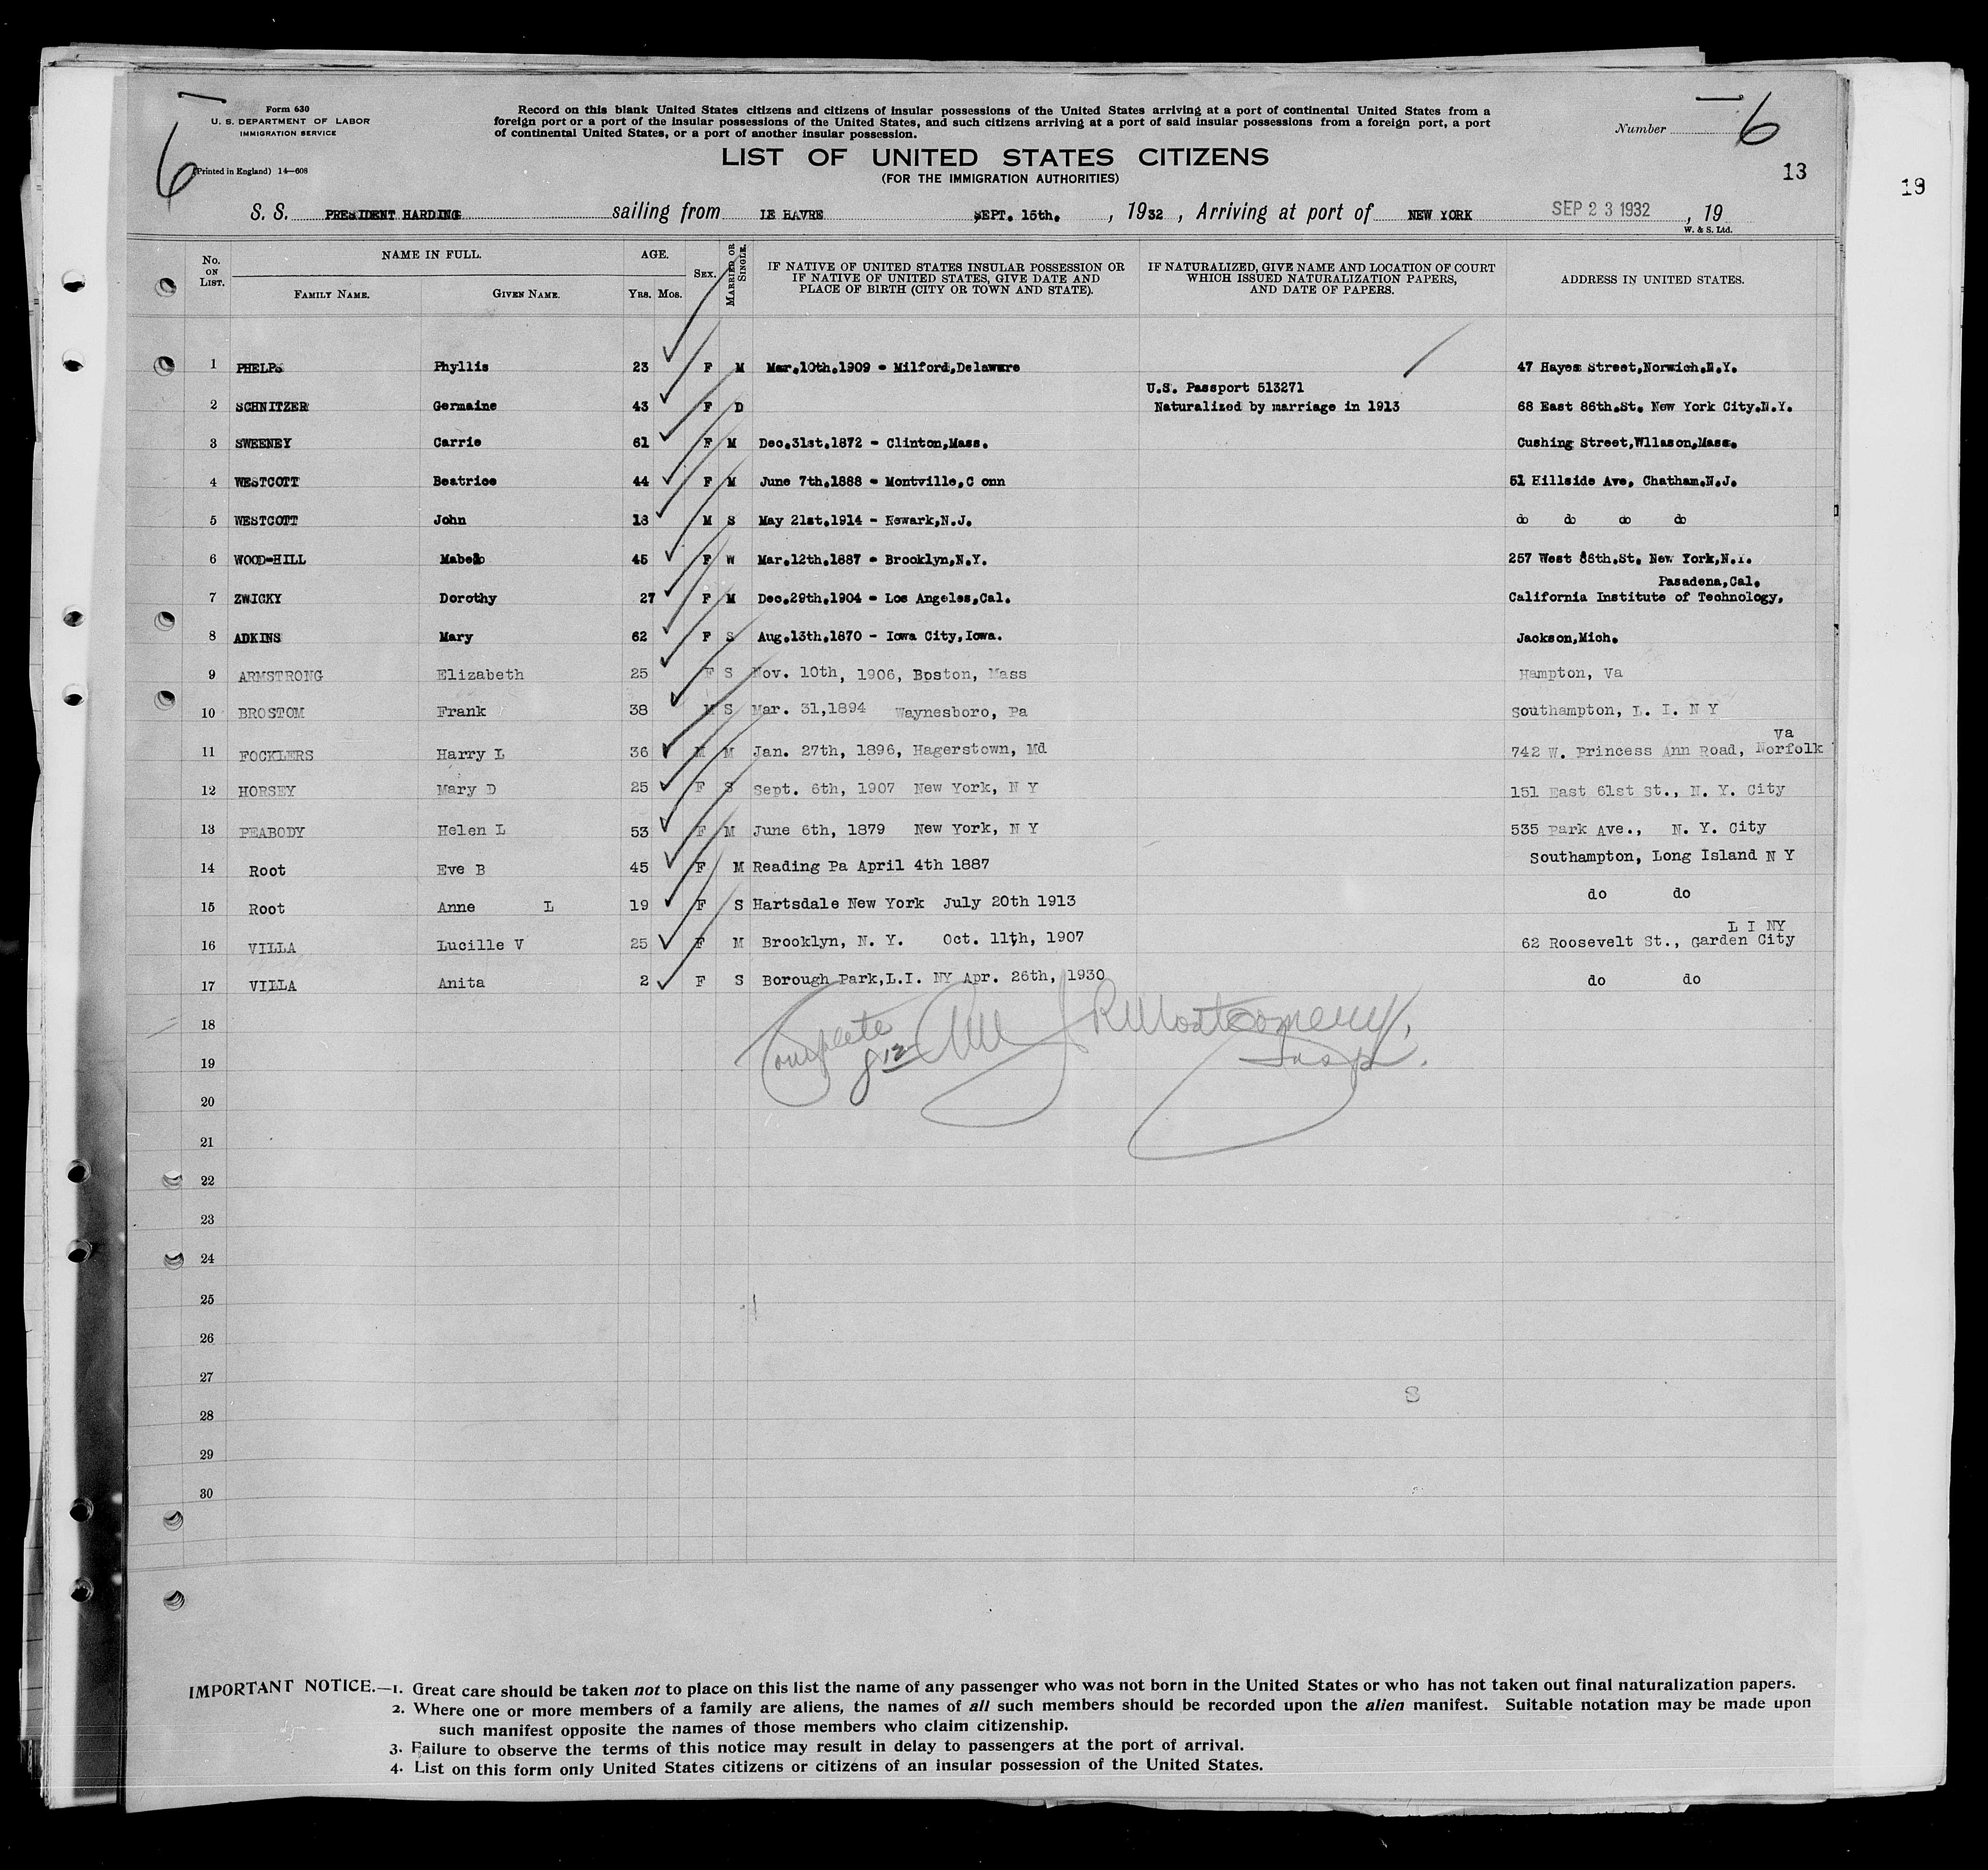 Form 630
U. S. DEPARTMENT OF LABOR
IMMIGRATION SERVICE
(Printed in England) 14—608
6
Record on this blank United States citizens and citizens of insular possessions of the United States arriving at a port of continental United States from a
foreign port or a port of the insular possessions of the United States, and such citizens arriving at a port of said insular possessions from a foreign port, a port
of continental United States, or a port of another insular possession.
Number 6
LIST OF UNITED STATES CITIZENS
(FOR THE IMMIGRATION AUTHORITIES)
13
19
S. S. PRESIDENT HARDING sailing from LE HAVRE SEPT. 15th. , 1932 , Arriving at port of NEW YORK SEP 23 1932 , 19
W. & S. Ltd.
No. ON LIST. NAME IN FULL. FAMILY NAME. GIVEN NAME. AGE. YRS. MOS. SEX. MARRIED OR SINGLE. IF NATIVE OF UNITED STATES INSULAR POSSESSION OR IF NATIVE OF UNITED STATES, GIVE DATE AND PLACE OF BIRTH (CITY OR TOWN AND STATE). IF NATURALIZED, GIVE NAME AND LOCATION OF COURT WHICH ISSUED NATURALIZATION PAPERS, AND DATE OF PAPERS. ADDRESS IN UNITED STATES.
1 PHELPS Phyllis 23 F M Mar.10th.1909 - Milford,Delaware 47 Hayes Street,Norwich.N.Y.
U.S. Passport 513271
2 SCHNITZER Germaine 43 F D Naturalized by marriage in 1913 68 East 86th.St. New York City.N.Y.
3 SWEENEY Carrie 61 F M Dec.31st.1872 - Clinton,Mass. Cushing Street,Wllason,Mass.
4 WESTCOTT Beatrice 44 F M June 7th.1888 - Montville,C onn 51 Hillside Ave, Chatham.N.J.
5 WESTCOTT John 18 M S May 21st.1914 - Newark,N.J. do do do do
6 WOOD-HILL Mabel 45 F W Mar.12th.1887 - Brooklyn,N.Y. 257 West 86th.St. New York,N.Y.
Pasadena,Cal.
7 ZWICKY Dorothy 27 F M Dec.29th.1904 - Los Angeles,Cal. California Institute of Technology,
8 ADKINS Mary 62 F S Aug.13th.1870 - Iowa City,Iowa. Jackson,Mich.
9 ARMSTRONG Elizabeth 25 F S Nov. 10th, 1906, Boston, Mass Hampton, Va
10 BROSTOM Frank 38 M S Mar. 31,1894 Waynesboro, Pa Southampton, L. I. N Y
Va
11 FOCKLERS Harry L 36 M M Jan. 27th, 1896, Hagerstown, Md 742 W. Princess Ann Road, Norfolk
12 HORSEY Mary D 25 F S Sept. 6th, 1907 New York, N Y 151 East 61st St., N. Y. City
13 PEABODY Helen L 53 F M June 6th, 1879 New York, N Y 535 Park Ave., N. Y. City
14 Root Eve B 45 F M Reading Pa April 4th 1887 Southampton, Long Island N Y
15 Root Anne L 19 F S Hartsdale New York July 20th 1913 do do
L I NY
16 VILLA Lucille V 25 F M Brooklyn, N. Y. Oct. 11th, 1907 62 Roosevelt St., Garden City
17 VILLA Anita 2 F S Borough Park,L.I. NY Apr. 26th, 1930 do do
Complete
R Montgomery,
Insp.
18
19
20
21
22
23
24
25
26
27
28
29
30
IMPORTANT NOTICE.—1. Great care should be taken not to place on this list the name of any passenger who was not born in the United States or who has not taken out final naturalization papers.
2. Where one or more members of a family are aliens, the names of all such members should be recorded upon the alien manifest. Suitable notation may be made upon
such manifest opposite the names of those members who claim citizenship.
3. Failure to observe the terms of this notice may result in delay to passengers at the port of arrival.
4. List on this form only United States citizens or citizens of an insular possession of the United States.